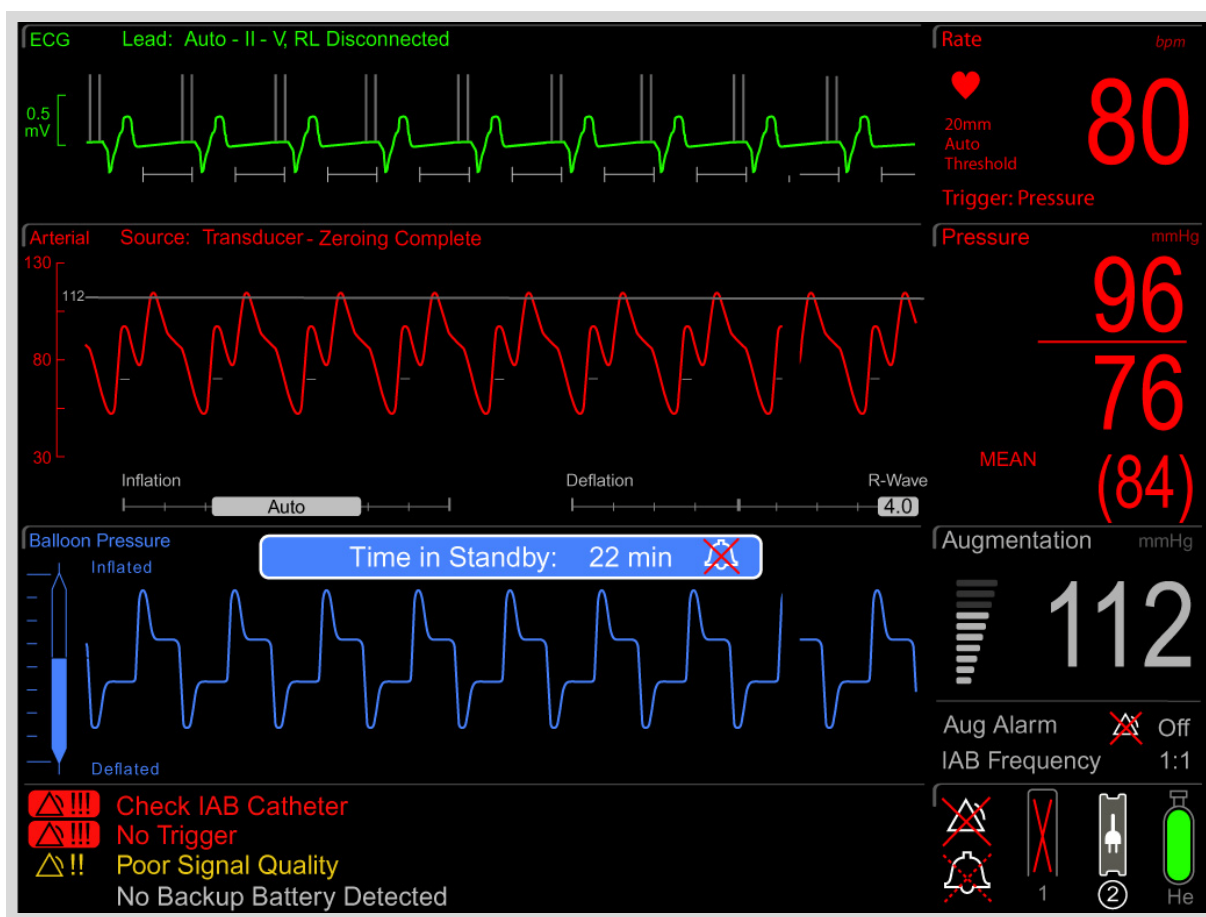 ECG Lead: Auto - II - V, RL Disconnected
0.5
mV
Rate bpm
80
20mm
Auto
Threshold
Trigger: Pressure
Arterial Source: Transducer - Zeroing Complete
130
112
80
30
Pressure mmHg
96
76
MEAN (84)
Inflation Deflation R-Wave
Auto 4.0
Balloon Pressure
Time in Standby: 22 min
Inflated
Deflated
Augmentation mmHg
112
Aug Alarm Off
IAB Frequency 1:1
!!! Check IAB Catheter
!!! No Trigger
!! Poor Signal Quality
No Backup Battery Detected
1 2 He